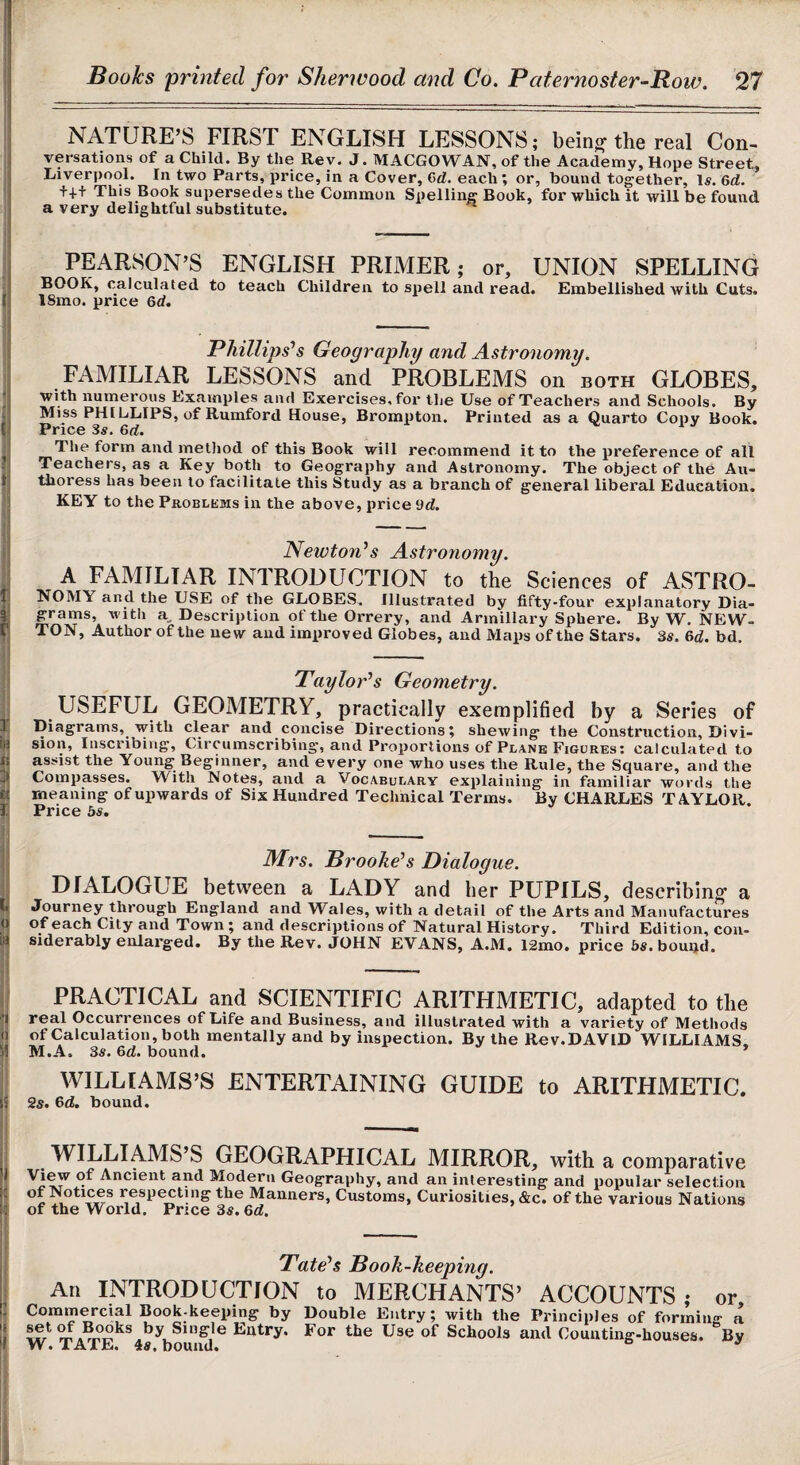 Books printed for Sherwood and Co. Paternoster-Row. 27
NATURE'S FIRST ENGLISH LESSONS; being the real Con-
versations of a Child. By the Rev. J. MACGOWAN, of the Academy, Hope Street,
Liverpool. In two Parts, price, in a Cover, 6d. each; or, bound together, 1s. 6d.
†‡† This Book supersedes the Common Spelling Book, for which it will be found
a very delightful substitute.
PEARSON'S ENGLISH PRIMER; or, UNION SPELLING
BOOK, calculated to teach Children to spell and read. Embellished with Cuts.
18mo. price 6d.
Phillips's Geography and Astronomy.
FAMILIAR LESSONS and PROBLEMS on BOTH GLOBES,
with numerous Examples and Exercises, for the Use of Teachers and Schools. By
Miss PHILLIPS, of Rumford House, Brompton. Printed as a Quarto Copy Book.
Price 3s. 6d.
The form and method of this Book will recommend it to the preference of all
Teachers, as a Key both to Geography and Astronomy. The object of the Au-
thoress has been to facilitate this Study as a branch of general liberal Education.
KEY to the PROBLEMS in the above, price 9d.
Newton's Astronomy.
A FAMILIAR INTRODUCTION to the Sciences of ASTRO-
NOMY and the USE of the GLOBES. Illustrated by fifty-four explanatory Dia-
grams, with a Description of the Orrery, and Armillary Sphere. By W. NEW-
TON, Author of the new and improved Globes, and Maps of the Stars. 3s. 6d. bd.
Taylor's Geometry.
USEFUL GEOMETRY, practically exemplified by a Series of
Diagrams, with clear and concise Directions; shewing the Construction, Divi-
sion, Inscribing, Circumscribing, and Proportions of PLANE FIGURES: calculated to
assist the Young Beginner, and every one who uses the Rule, the Square, and the
Compasses. With Notes, and a VOCABULARY explaining in familiar words the
meaning of upwards of Six Hundred Technical Terms. By CHARLES TAYLOR.
Price 5s.
Mrs. Brooke's Dialogue.
DIALOGUE between a LADY and her PUPILS, describing a
Journey through England and Wales, with a detail of the Arts and Manufactures
of each City and Town; and descriptions of Natural History. Third Edition, con-
siderably enlarged. By the Rev. JOHN EVANS, A.M. 12mo. price 5s. bound.
PRACTICAL and SCIENTIFIC ARITHMETIC, adapted to the
real Occurrences of Life and Business, and illustrated with a variety of Methods
of Calculation, both mentally and by inspection. By the Rev. DAVID WILLIAMS,
M.A. 3s. 6d. bound.
WILLIAMS'S ENTERTAINING GUIDE to ARITHMETIC.
2s. 6d. bound.
WILLIAMS'S GEOGRAPHICAL MIRROR, with a comparative
View of Ancient and Modern Geography, and an interesting and popular selection
of Notices respecting the Manners, Customs, Curiosities, &c. of the various Nations
of the World. Price 3s. 6d.
Tate's Book-keeping.
An INTRODUCTION to MERCHANTS' ACCOUNTS; or,
Commercial Book-keeping by Double Entry; with the Principles of forming a
set of Books by Single Entry. For the Use of Schools and Counting-houses. By
W. TATE. 4s. bound.